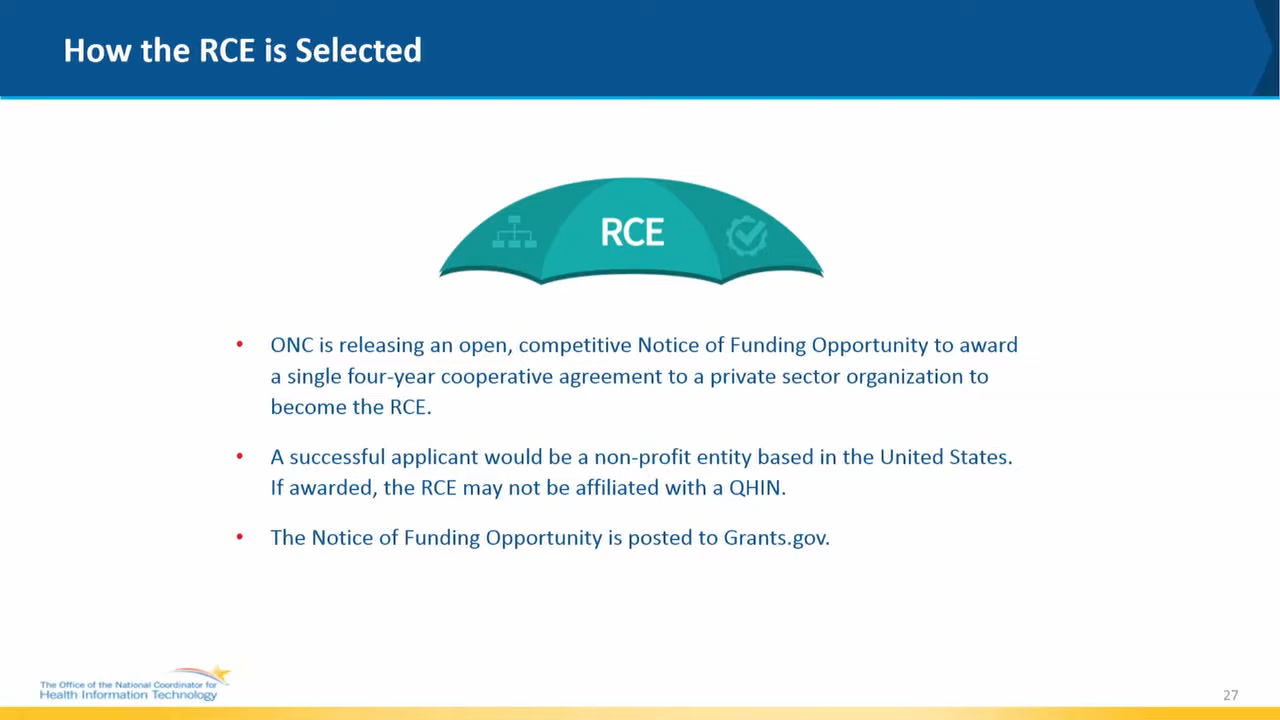 How the RCE is Selected
RCE
• ONC is releasing an open, competitive Notice of Funding Opportunity to award
a single four-year cooperative agreement to a private sector organization to
become the RCE.
• A successful applicant would be a non-profit entity based in the United States.
If awarded, the RCE may not be affiliated with a QHIN.
• The Notice of Funding Opportunity is posted to Grants.gov.
The Office of the National Coordinator for
Health Information Technology
27